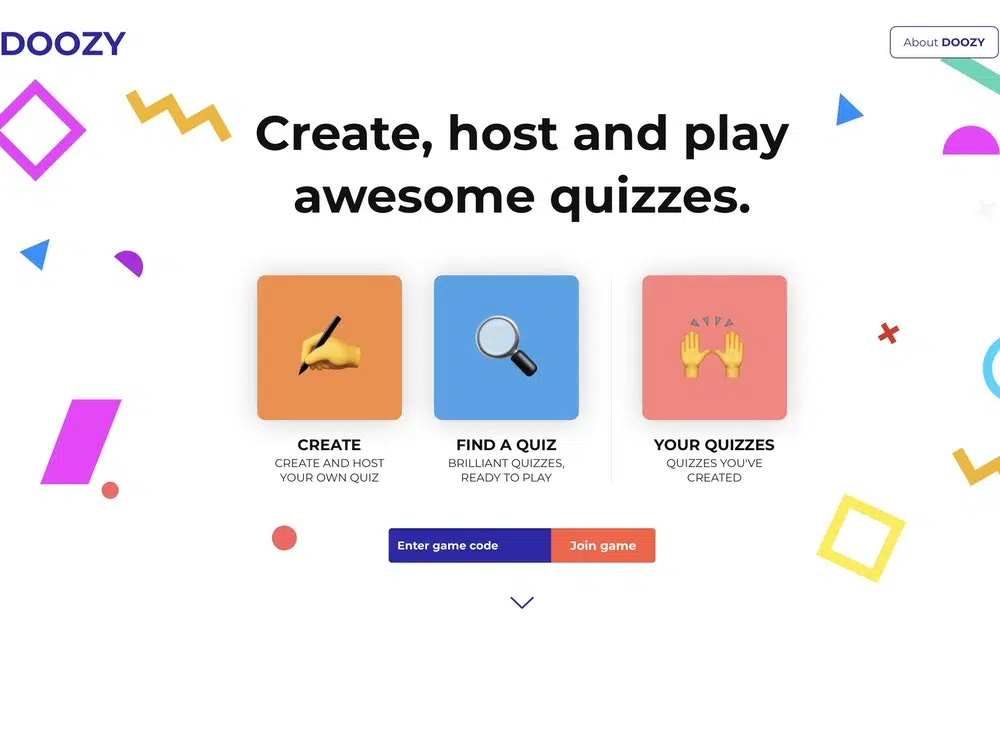 DOOZY
About DOOZY
Create, host and play
awesome quizzes.
CREATE
CREATE AND HOST
YOUR OWN QUIZ
FIND A QUIZ
BRILLIANT QUIZZES,
READY TO PLAY
YOUR QUIZZES
QUIZZES YOU'VE
CREATED
Enter game code
Join game